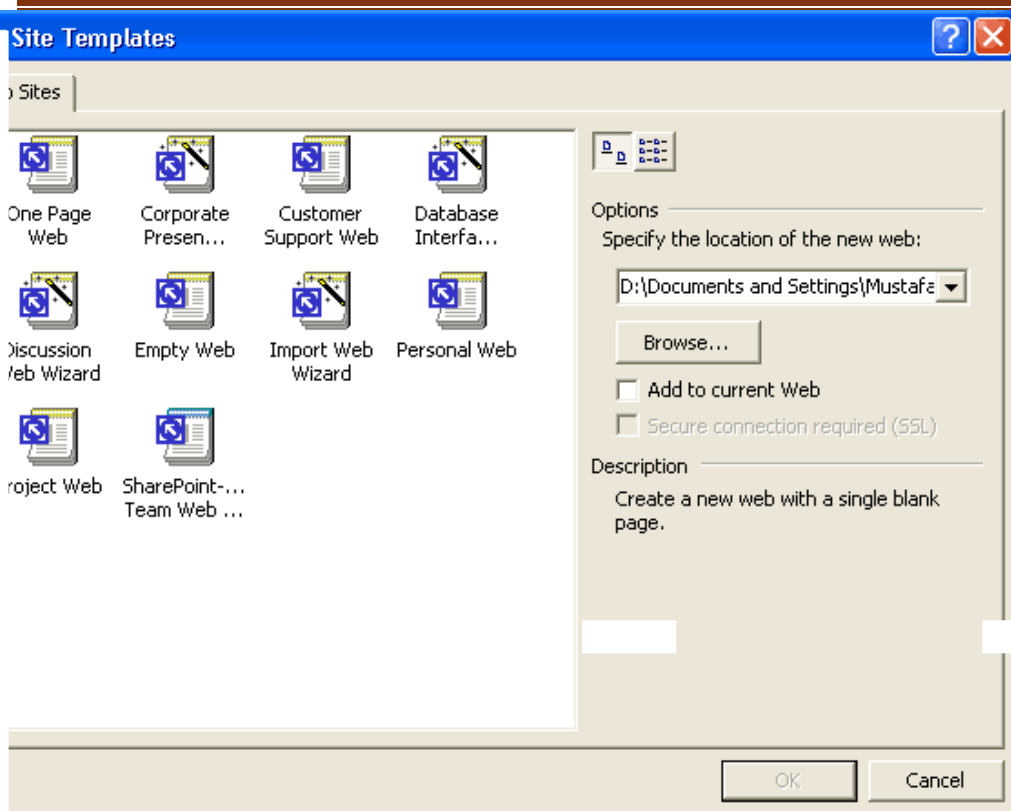 Site Templates
Sites
One Page
Web
Corporate
Presen...
Customer
Support Web
Database
Interfa...
Discussion
Web Wizard
Empty Web
Import Web
Wizard
Personal Web
roject Web
SharePoint-...
Team Web ...
Options
Specify the location of the new web:
D:\Documents and Settings\Mustafa
Browse...
Add to current Web
Secure connection required (SSL)
Description
Create a new web with a single blank
page.
OK
Cancel